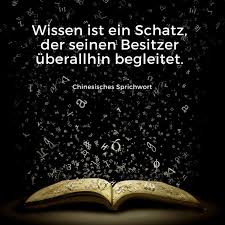 Wissen ist ein Schatz,
der seinen Besitzer
überallhin begleitet.
Chinesisches Sprichwort